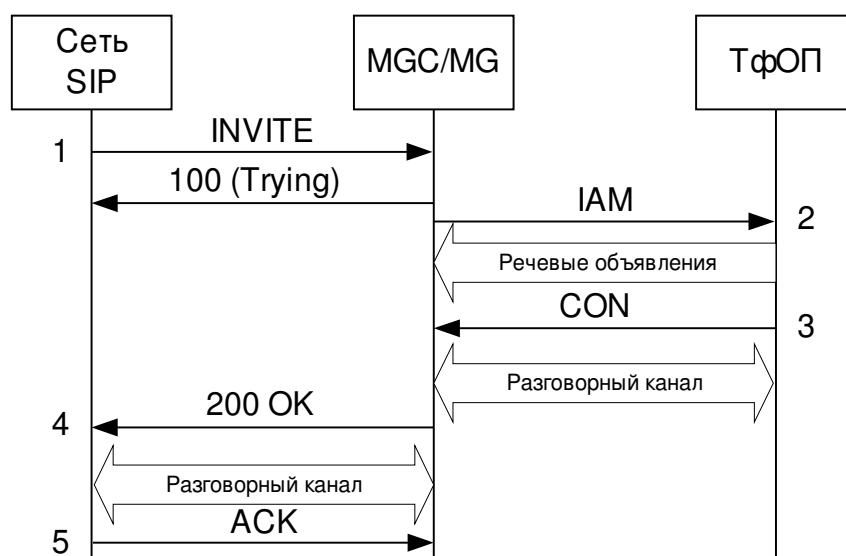 Сеть
SIP
MGC/MG
ТфОП
INVITE
1
100 (Trying)
IAM
2
Речевые объявления
CON
3
Разговорный канал
200 OK
4
Разговорный канал
ACK
5